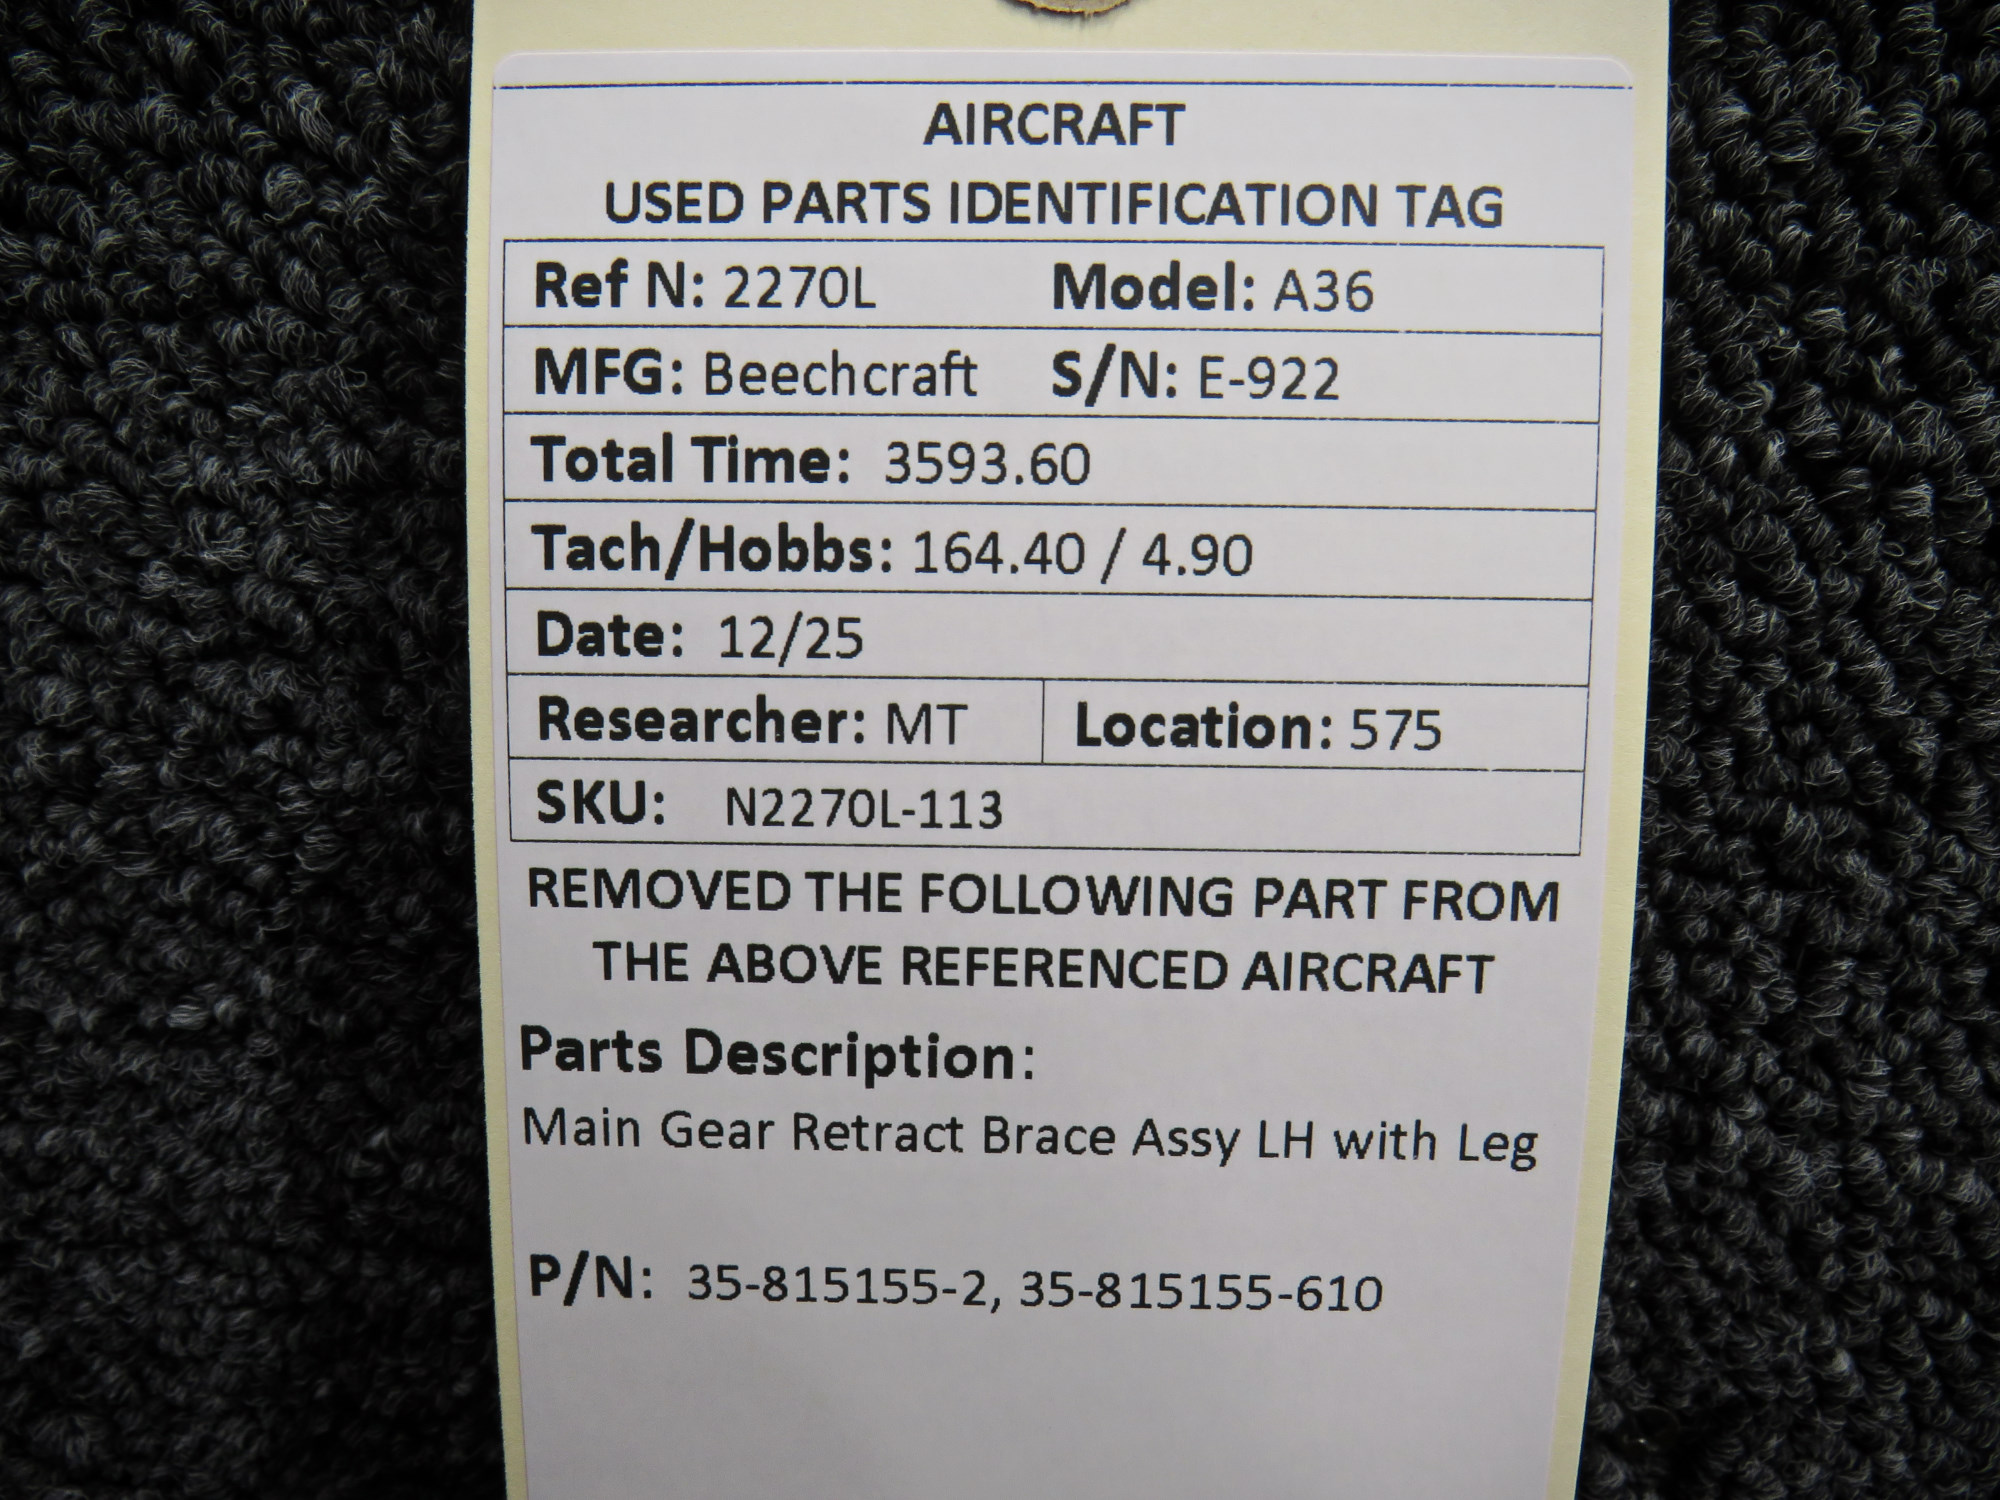 AIRCRAFT
USED PARTS IDENTIFICATION TAG
Ref N: 2270L Model: A36
MFG: Beechcraft S/N: E-922
Total Time: 3593.60
Tach/Hobbs: 164.40 / 4.90
Date: 12/25
Researcher: MT Location: 575
SKU: N2270L-113
REMOVED THE FOLLOWING PART FROM
THE ABOVE REFERENCED AIRCRAFT
Parts Description:
Main Gear Retract Brace Assy LH with Leg
P/N: 35-815155-2, 35-815155-610